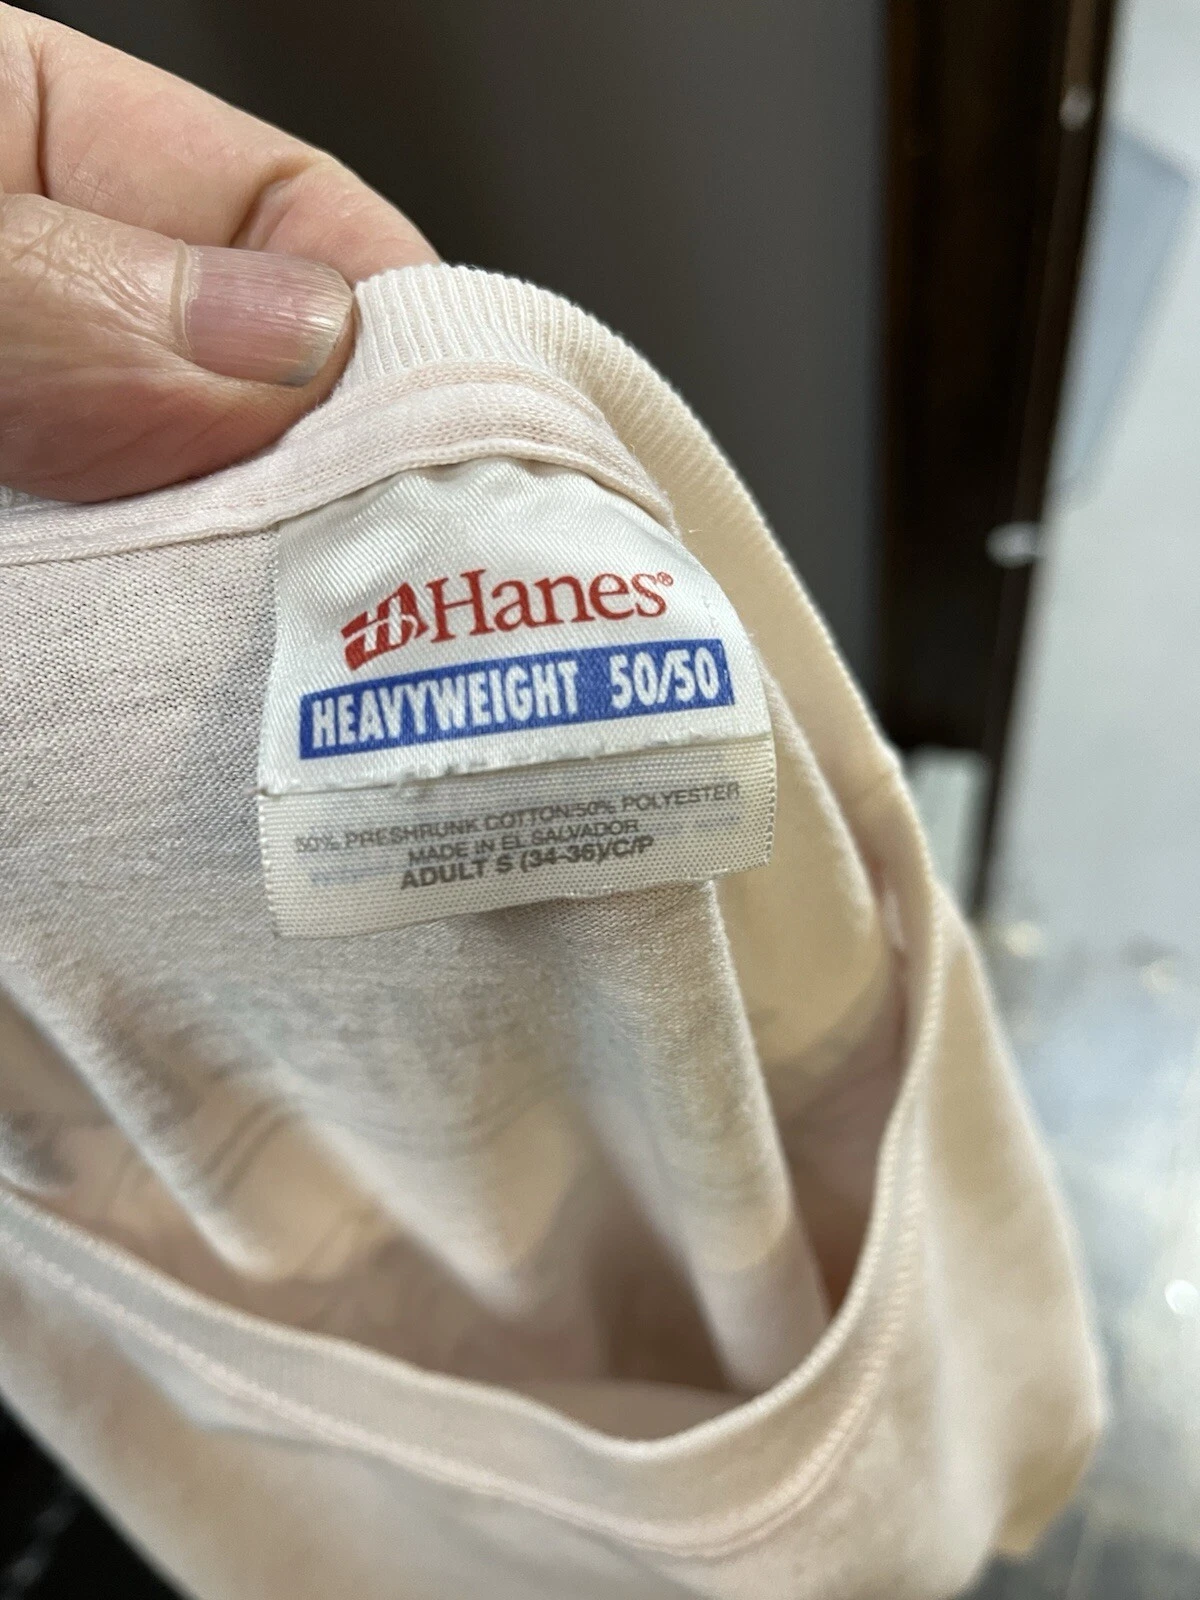 Hanes®
HEAVYWEIGHT 50/50
50% PRESHRUNK COTTON/50% POLYESTER
MADE IN EL SALVADOR
ADULT S (34-36)/C/P